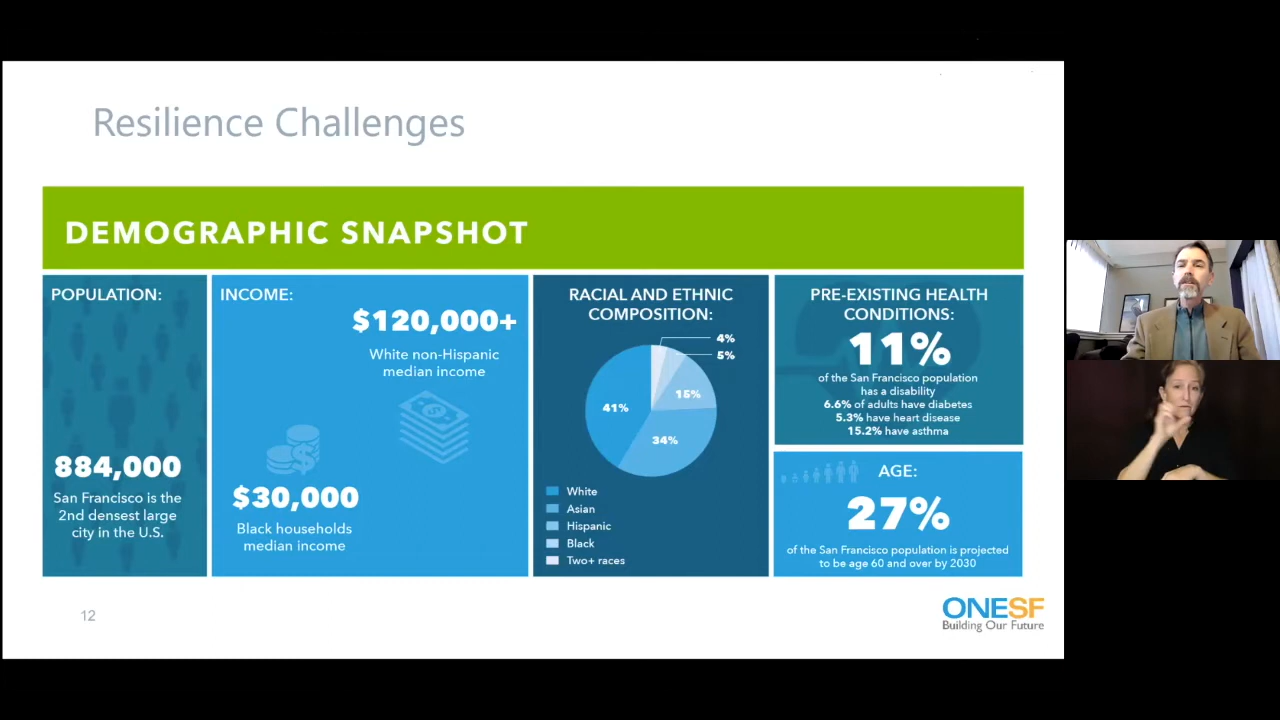 Resilience Challenges
DEMOGRAPHIC SNAPSHOT
POPULATION:
884,000
San Francisco is the
2nd densest large
city in the U.S.
INCOME:
$120,000+
White non-Hispanic
median income
$30,000
Black households
median income
RACIAL AND ETHNIC
COMPOSITION:
4%
5%
15%
41%
34%
White
Asian
Hispanic
Black
Two+ races
PRE-EXISTING HEALTH
CONDITIONS:
11%
of the San Francisco population
has a disability
6.6% of adults have diabetes
5.3% have heart disease
15.2% have asthma
AGE:
27%
of the San Francisco population is projected
to be age 60 and over by 2030
12
ONESF
Building Our Future